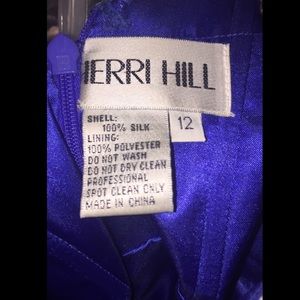 HERRI HILL
SHELL:
100% SILK
LINING:
100% POLYESTER
DO NOT WASH
DO NOT DRY CLEAN
PROFESSIONAL
SPOT CLEAN ONLY
MADE IN CHINA
12